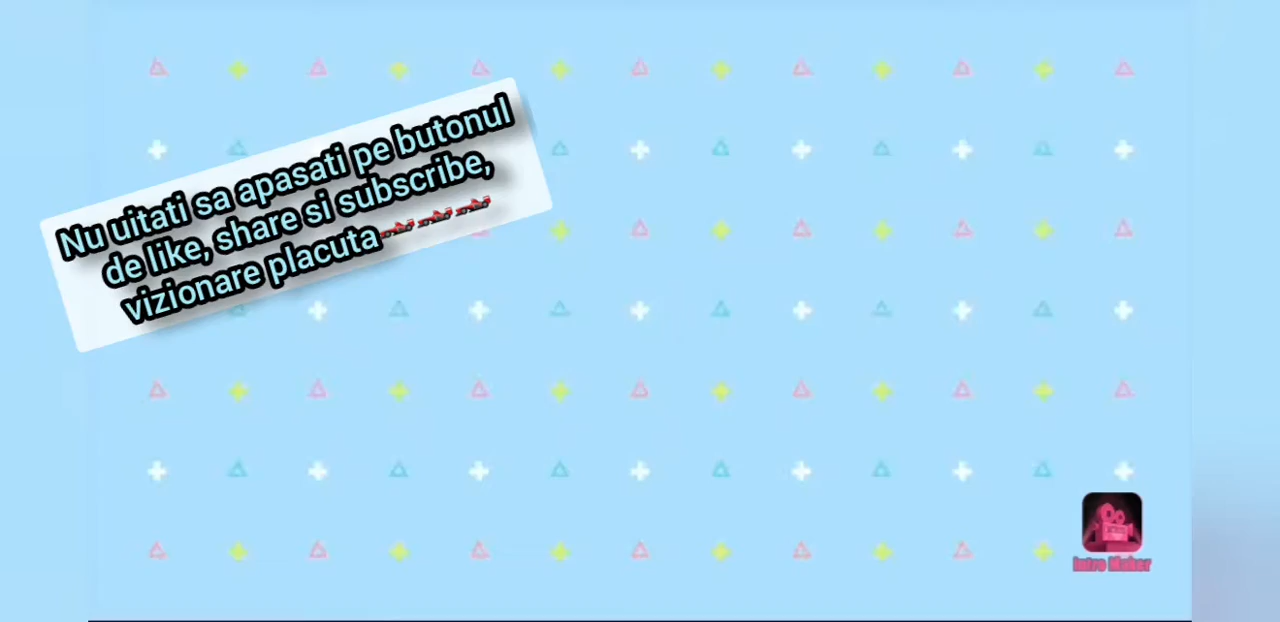 Nu uitati sa apasati pe butonul
de like, share si subscribe,
vizionare placuta🏎️🏎️🏎️
Intro Maker